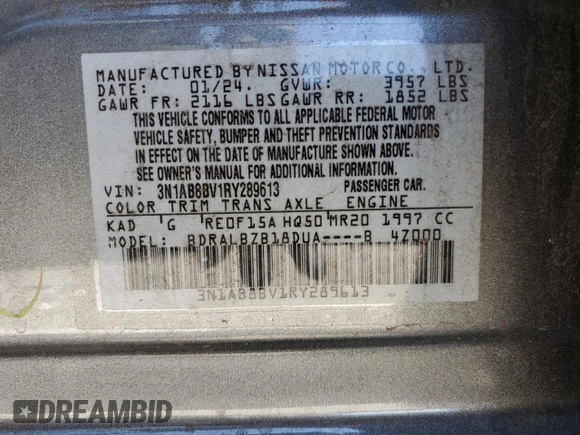 MANUFACTURED BY NISSAN MOTOR CO., LTD.
DATE: 01/24. GVWR: 3957 LBS
GAWR FR: 2116 LBS GAWR RR: 1852 LBS
THIS VEHICLE CONFORMS TO ALL APPLICABLE FEDERAL MOTOR
VEHICLE SAFETY, BUMPER AND THEFT PREVENTION STANDARDS
IN EFFECT ON THE DATE OF MANUFACTURE SHOWN ABOVE.
SEE OWNER'S MANUAL FOR ADDITIONAL INFORMATION.
VIN: 3N1AB8BV1RY289613 PASSENGER CAR.
COLOR TRIM TRANS AXLE ENGINE
KAD G RE0F15A HQ50 MR20 1997 CC
MODEL BDRALBZB18DUA----B 4Z000
3N1AB8BV1RY289613
DREAMBID